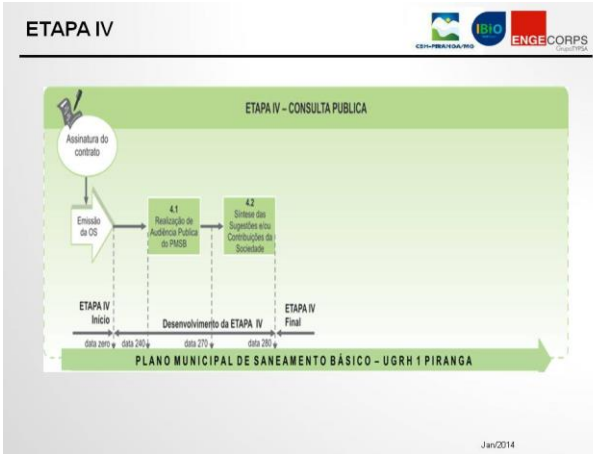 ETAPA IV
CBH-PIRANGA/MG
IBIO
ENGECORPS
Grupo TYPSA
ETAPA IV – CONSULTA PUBLICA
Assinatura do
contrato
Emissão
da OS
4.1
Realização de
Audiência Publica
do PMSB
4.2
Síntese das
Sugestões e/ou
Contribuições da
Sociedade
ETAPA IV
Início
Desenvolvimento da ETAPA IV
ETAPA IV
Final
data zero
data 240
data 270
data 280
PLANO MUNICIPAL DE SANEAMENTO BÁSICO – UGRH 1 PIRANGA
Jan/2014